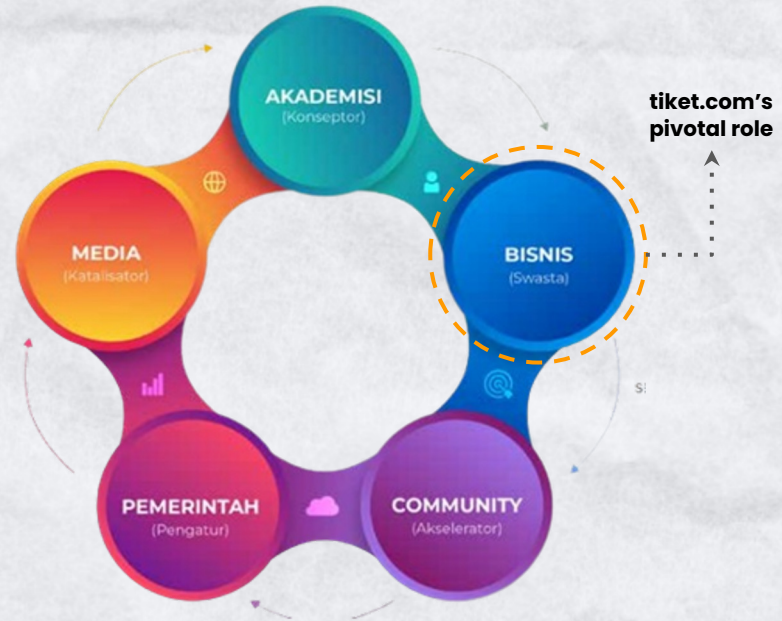 AKADEMISI
(Konseptor)
tiket.com's
pivotal role
MEDIA
(Katalisator)
BISNIS
(Swasta)
PEMERINTAH
(Pengatur)
COMMUNITY
(Akselerator)